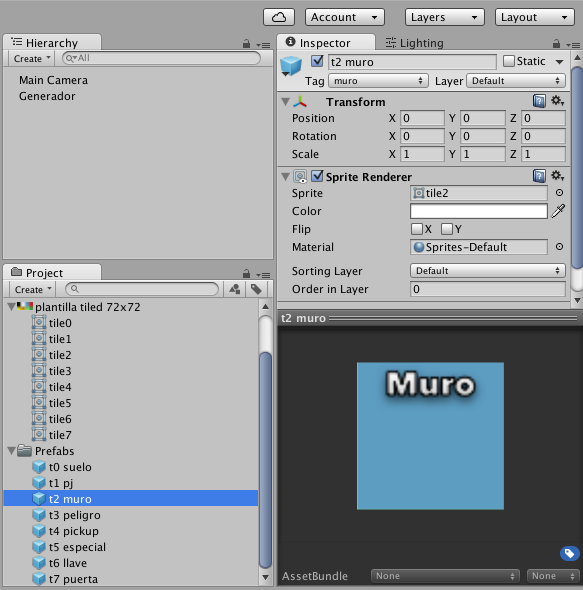 Account Layers Layout
Hierarchy
Create All
Main Camera
Generador
Project
Create
plantilla tiled 72x72
tile0
tile1
tile2
tile3
tile4
tile5
tile6
tile7
Prefabs
t0 suelo
t1 pj
t2 muro
t3 peligro
t4 pickup
t5 especial
t6 llave
t7 puerta
Inspector Lighting
t2 muro Static
Tag muro Layer Default
Transform
Position X 0 Y 0 Z 0
Rotation X 0 Y 0 Z 0
Scale X 1 Y 1 Z 1
Sprite Renderer
Sprite tile2
Color
Flip X Y
Material Sprites-Default
Sorting Layer Default
Order in Layer 0
t2 muro
Muro
AssetBundle None None